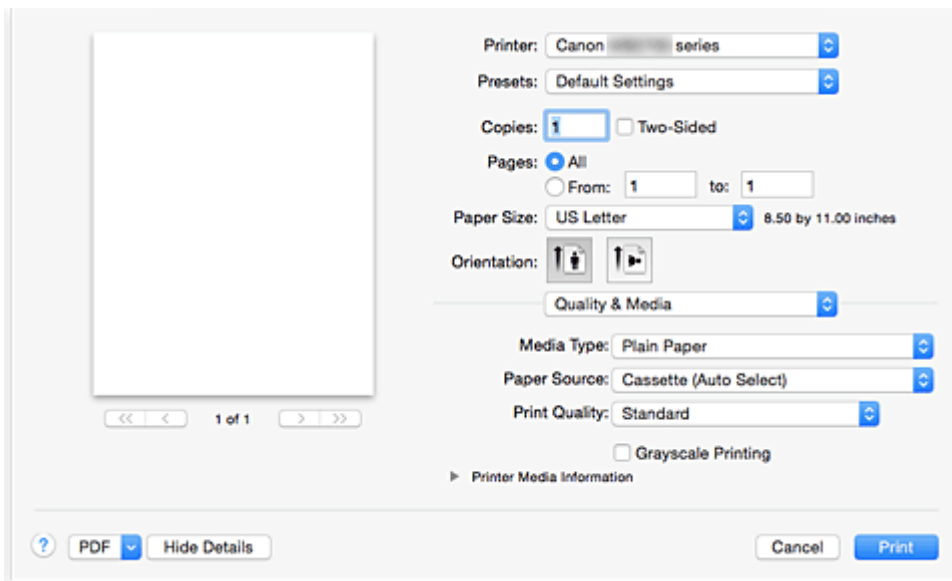 Printer: Canon series
Presets: Default Settings
Copies: 1 Two-Sided
Pages: All
From: 1 to: 1
Paper Size: US Letter 8.50 by 11.00 inches
Orientation:
Quality & Media
Media Type: Plain Paper
Paper Source: Cassette (Auto Select)
Print Quality: Standard
Grayscale Printing
Printer Media Information
<< < 1 of 1 > >>
? PDF Hide Details Cancel Print